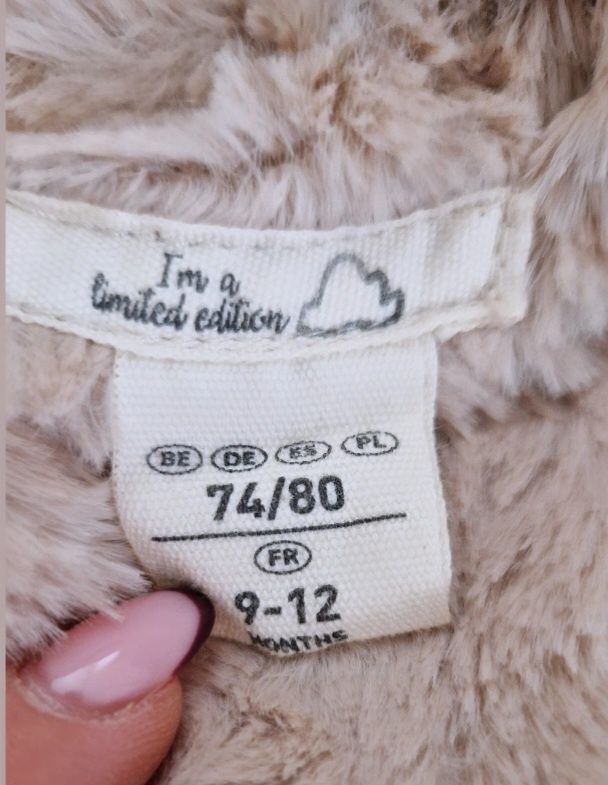 I'm a
limited edition
BE DE ES PL
74/80
FR
9-12
MONTHS